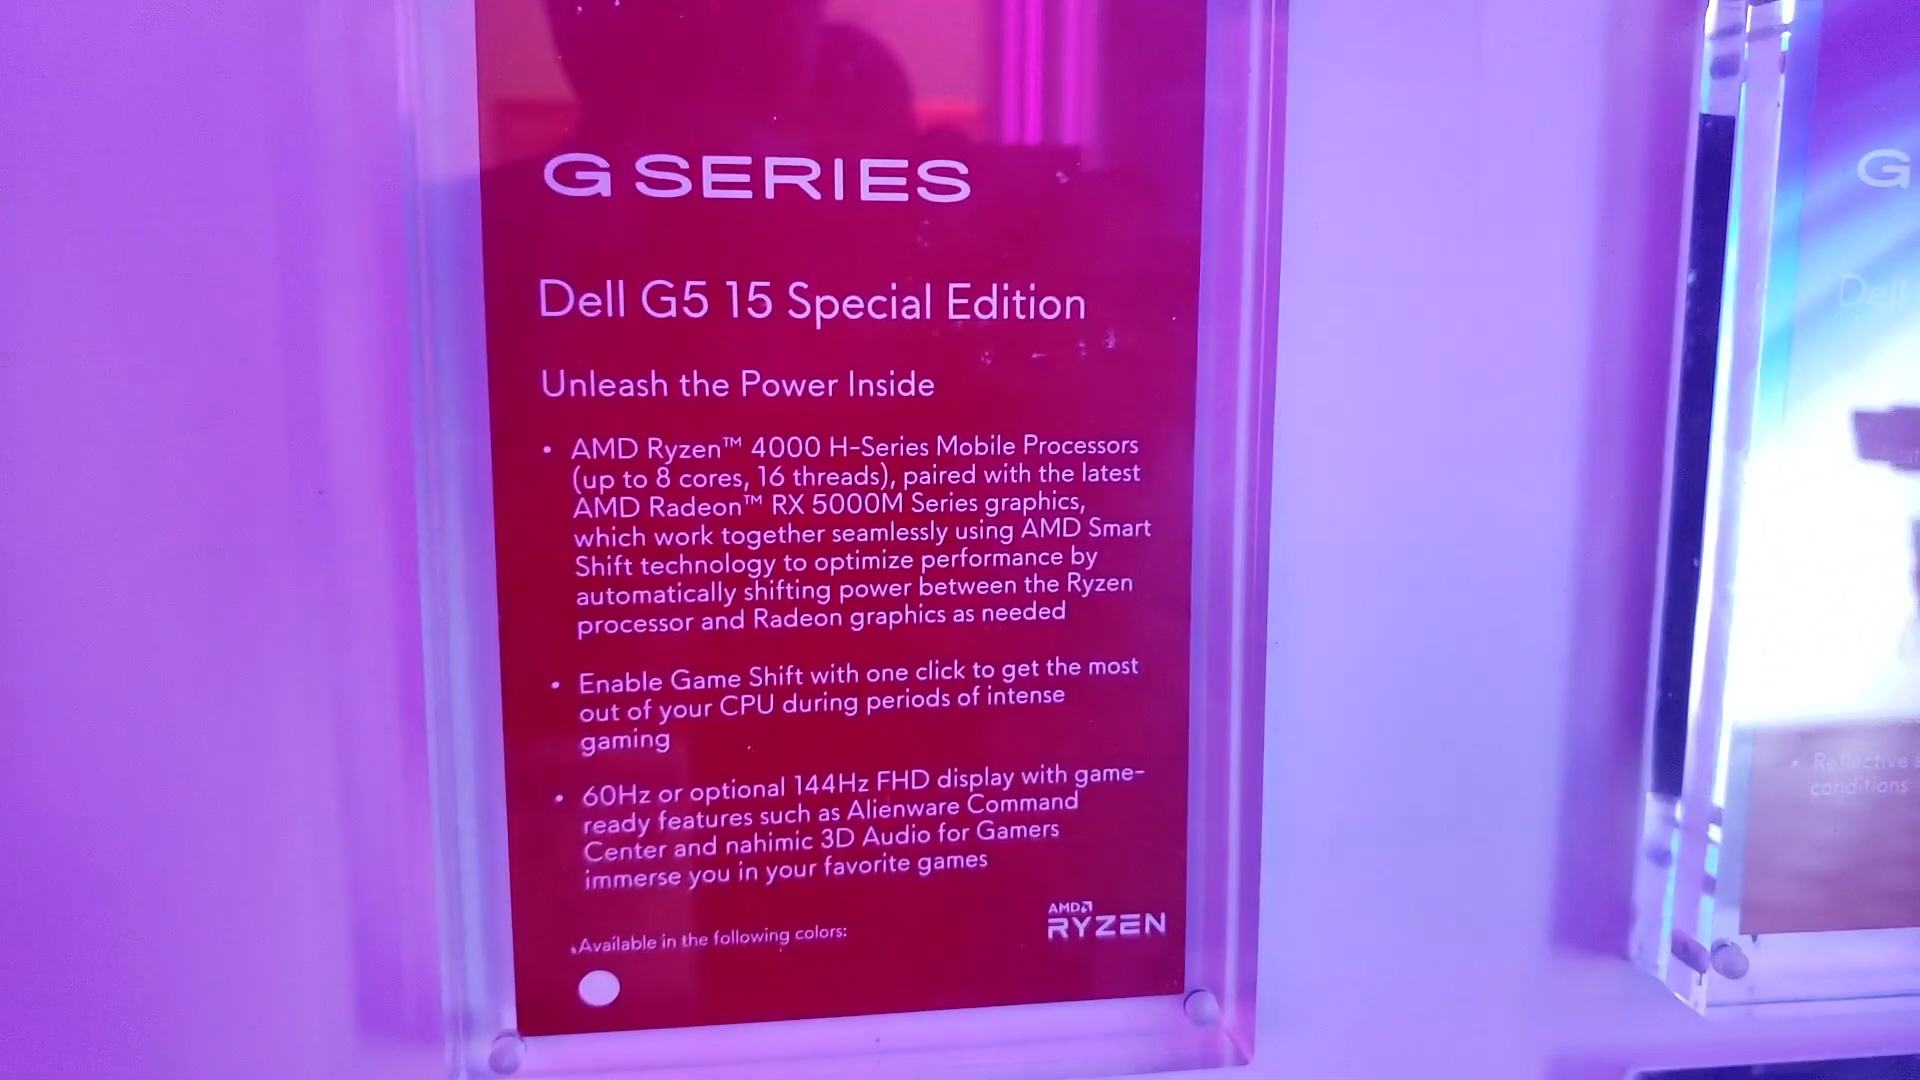 G SERIES
Dell G5 15 Special Edition
Unleash the Power Inside
• AMD Ryzen™ 4000 H-Series Mobile Processors
(up to 8 cores, 16 threads), paired with the latest
AMD Radeon™ RX 5000M Series graphics,
which work together seamlessly using AMD Smart
Shift technology to optimize performance by
automatically shifting power between the Ryzen
processor and Radeon graphics as needed
• Enable Game Shift with one click to get the most
out of your CPU during periods of intense
gaming
• 60Hz or optional 144Hz FHD display with game-
ready features such as Alienware Command
Center and nahimic 3D Audio for Gamers
immerse you in your favorite games
Available in the following colors:
AMD
RYZEN
G
Dell
• Reflective
conditions